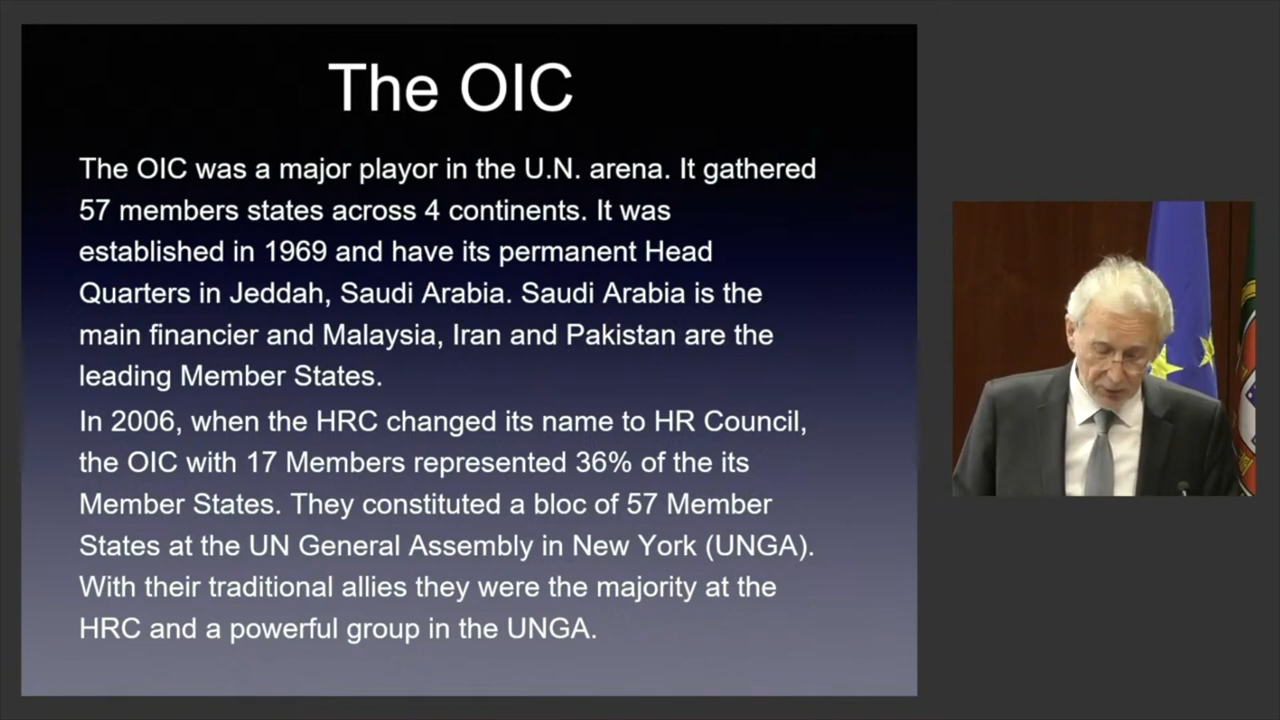 The OIC
The OIC was a major playor in the U.N. arena. It gathered
57 members states across 4 continents. It was
established in 1969 and have its permanent Head
Quarters in Jeddah, Saudi Arabia. Saudi Arabia is the
main financier and Malaysia, Iran and Pakistan are the
leading Member States.
In 2006, when the HRC changed its name to HR Council,
the OIC with 17 Members represented 36% of the its
Member States. They constituted a bloc of 57 Member
States at the UN General Assembly in New York (UNGA).
With their traditional allies they were the majority at the
HRC and a powerful group in the UNGA.